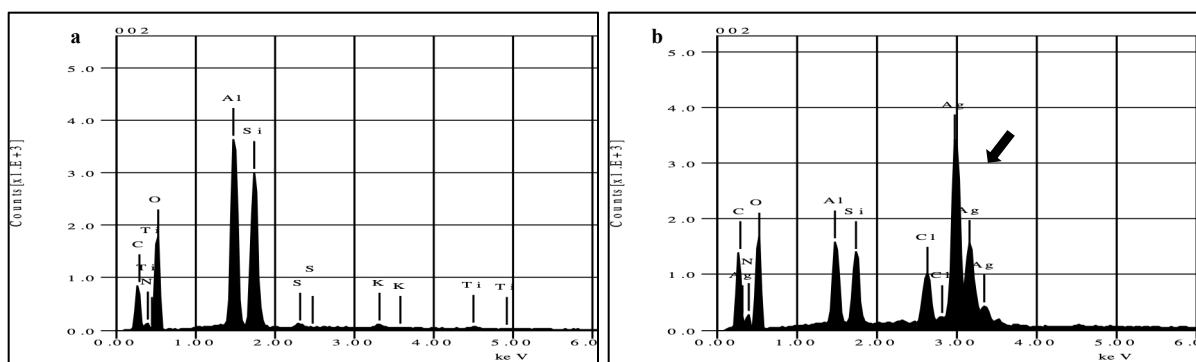 a
002
5.0
4.0
3.0
2.0
1.0
0.0
Counts[x1.E+3]
C
Ti
Ti
N
O
Al
Si
S
S
K
K
Ti
Ti
0.00
1.00
2.00
3.00
4.00
5.00
6.0
keV
b
002
5.0
4.0
3.0
2.0
1.0
0.0
Counts[x1.E+3]
C
Ag
N
O
Al
Si
Cl
Cl
Ag
Ag
Ag
0.00
1.00
2.00
3.00
4.00
5.00
6.0
keV